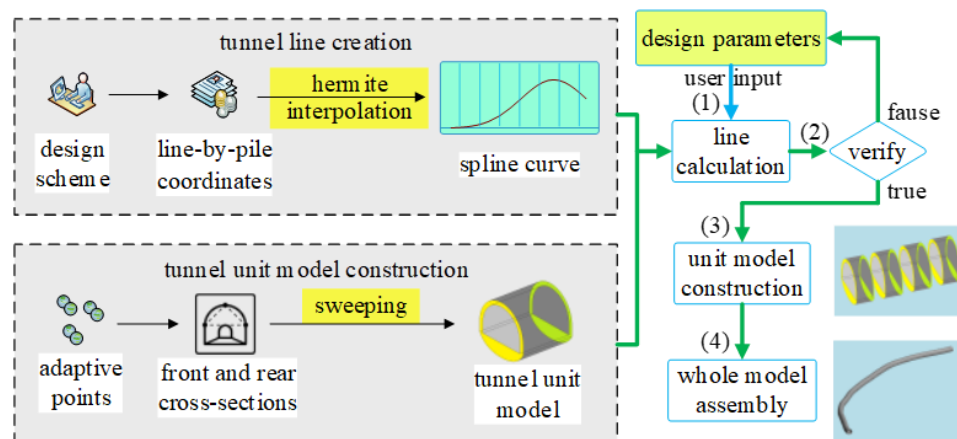 tunnel line creation
hermite
interpolation
design
scheme
line-by-pile
coordinates
spline curve
tunnel unit model construction
sweeping
adaptive
points
front and rear
cross-sections
tunnel unit
model
design parameters
user input
(1)
line
calculation
(2)
verify
fause
true
(3)
unit model
construction
(4)
whole model
assembly